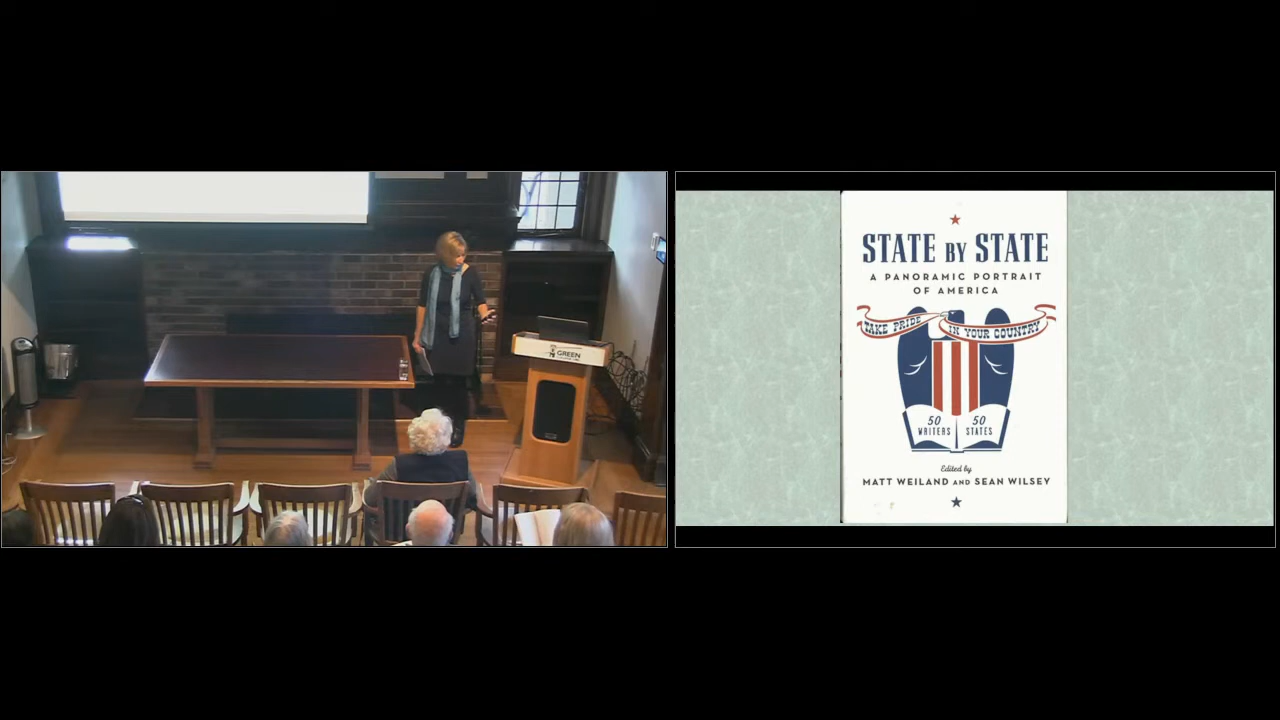 GREEN
STATE BY STATE
A PANORAMIC PORTRAIT
OF AMERICA
TAKE PRIDE IN YOUR COUNTRY
50 50
WRITERS STATES
Edited by
MATT WEILAND AND SEAN WILSEY